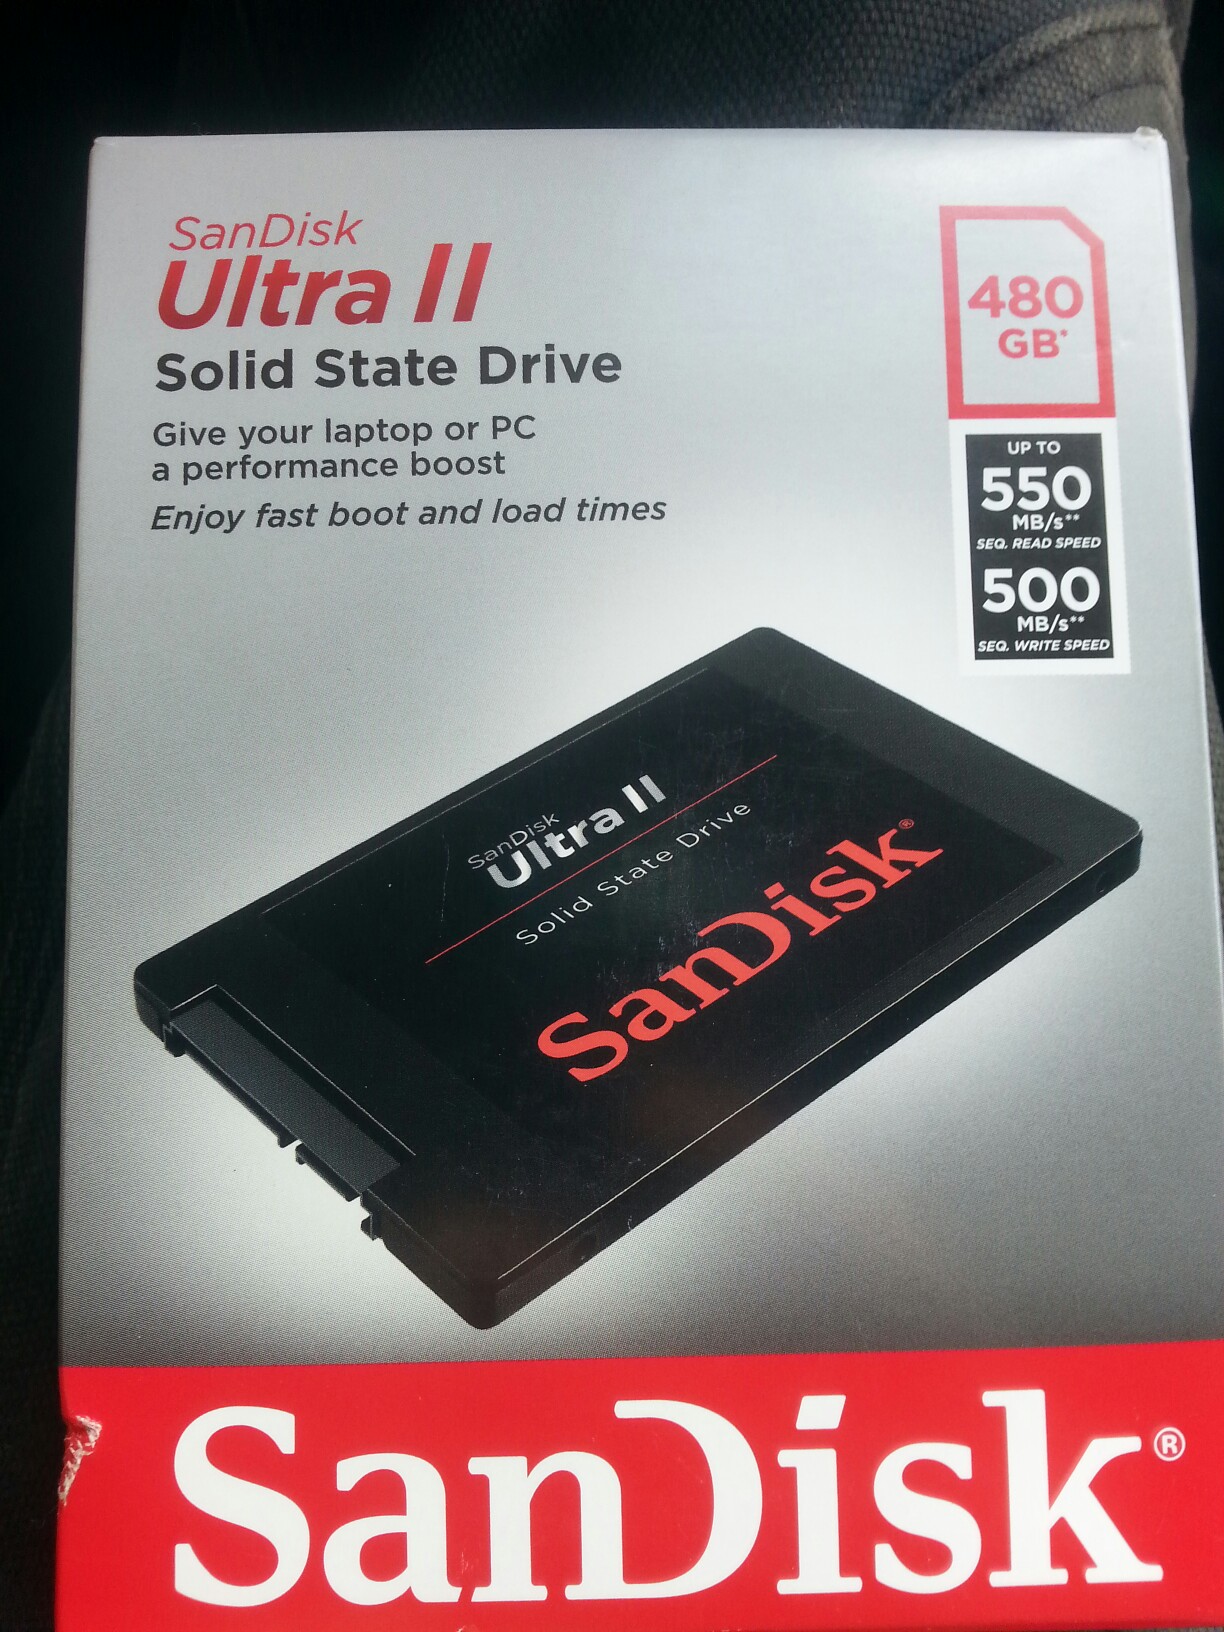 SanDisk
Ultra II
Solid State Drive
Give your laptop or PC
a performance boost
Enjoy fast boot and load times
480
GB*
UP TO
550
MB/s**
SEQ. READ SPEED
500
MB/s**
SEQ. WRITE SPEED
SanDisk
Ultra II
Solid State Drive
SanDisk®
SanDisk®